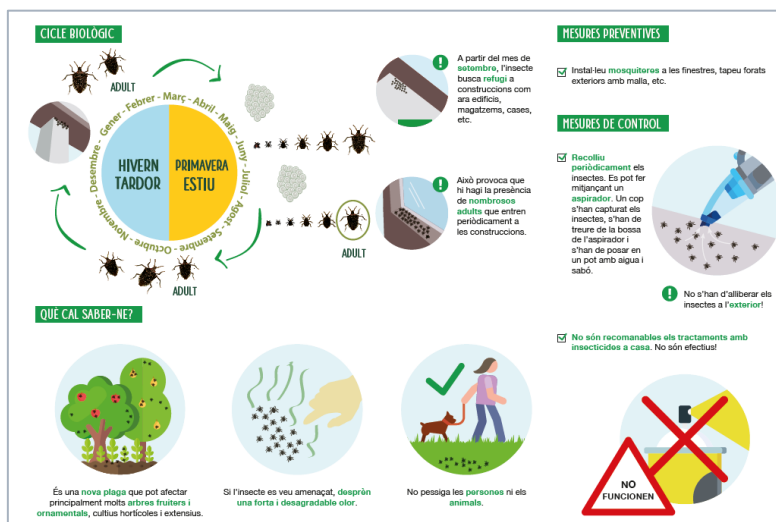 CICLE BIOLÒGIC
ADULT
Gener - Febrer - Març - Abril - Maig - Juny - Juliol - Agost - Setembre - Octubre - Novembre - Desembre -
HIVERN
TARDOR
PRIMAVERA
ESTIU
ADULT
ADULT
A partir del mes de
setembre, l'insecte
busca refugi a
construccions com
ara edificis,
magatzems, cases,
etc.
Això provoca que
hi hagi la presència
de nombrosos
adults que entren
periòdicament a
les construccions.
MESURES PREVENTIVES
Instal·leu mosquiteres a les finestres, tapeu forats
exteriors amb malla, etc.
MESURES DE CONTROL
Recolliu
periòdicament els
insectes. Es pot fer
mitjançant un
aspirador. Un cop
s'han capturat els
insectes, s'han de
treure de la bossa
de l'aspirador i
s'han de posar en
un pot amb aigua i
sabó.
No s'han d'alliberar els
insectes a l'exterior!
No són recomanables els tractaments amb
insecticides a casa. No són efectius!
NO
FUNCIONEN
QUÈ CAL SABER-NE?
És una nova plaga que pot afectar
principalment molts arbres fruiters i
ornamentals, cultius hortícoles i extensius.
Si l'insecte es veu amenaçat, desprèn
una forta i desagradable olor.
No pessiga les persones ni els
animals.